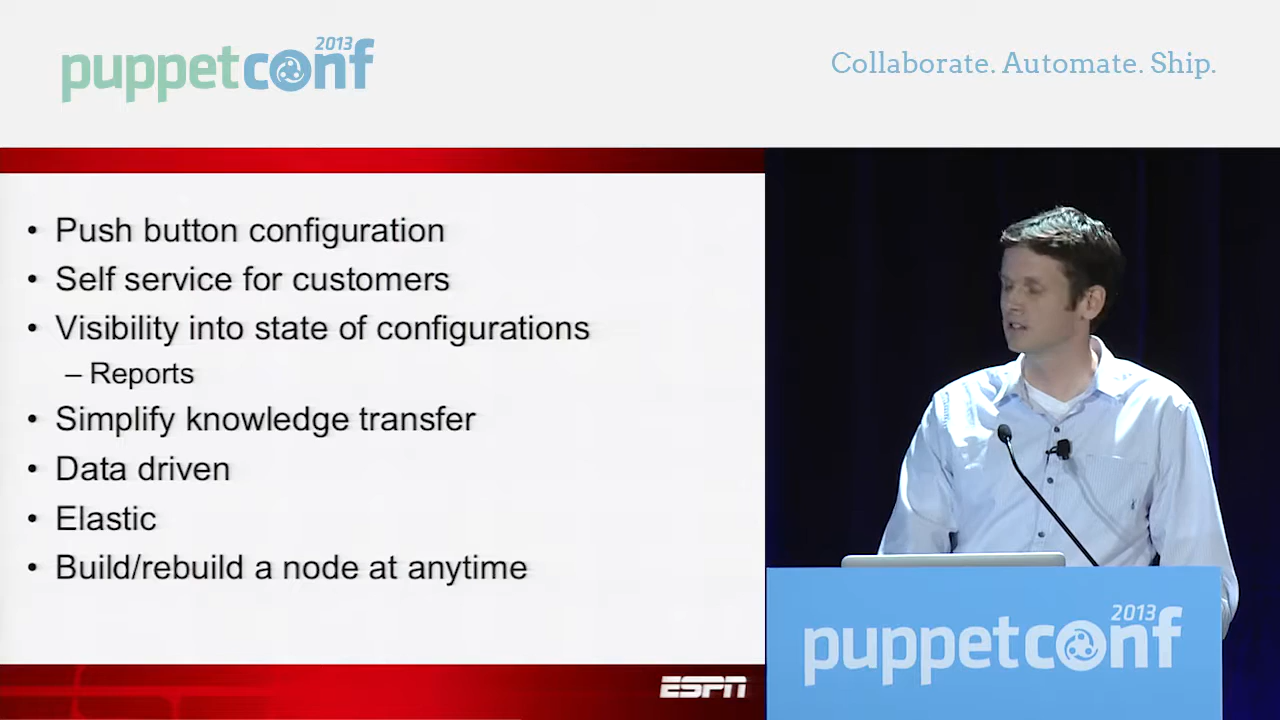 puppetconf 2013
Collaborate. Automate. Ship.
• Push button configuration
• Self service for customers
• Visibility into state of configurations
– Reports
• Simplify knowledge transfer
• Data driven
• Elastic
• Build/rebuild a node at anytime
ESPN
puppetconf 2013